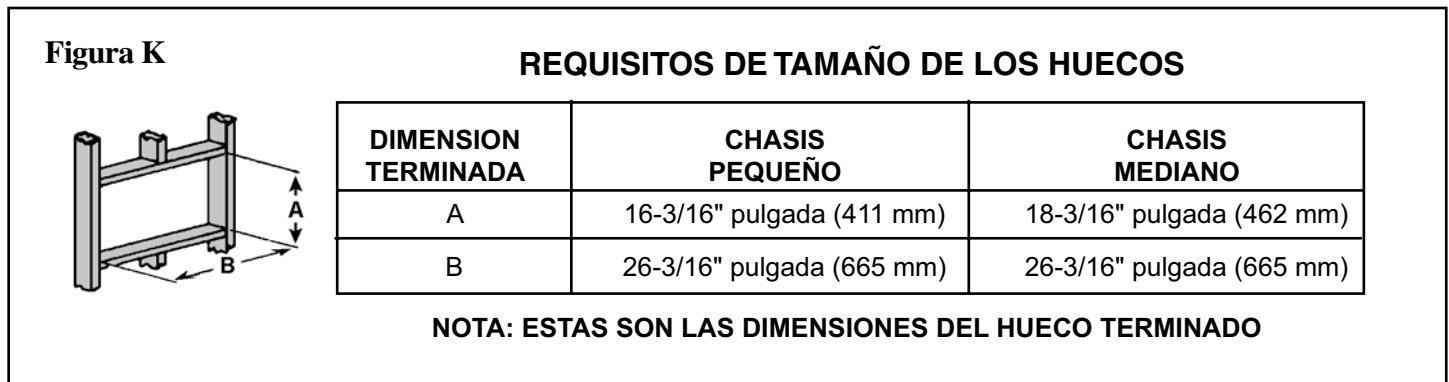 Figura K
REQUISITOS DE TAMAÑO DE LOS HUECOS
A
B
DIMENSION TERMINADA
CHASIS PEQUEÑO
CHASIS MEDIANO
A
16-3/16" pulgada (411 mm)
18-3/16" pulgada (462 mm)
B
26-3/16" pulgada (665 mm)
26-3/16" pulgada (665 mm)
NOTA: ESTAS SON LAS DIMENSIONES DEL HUECO TERMINADO